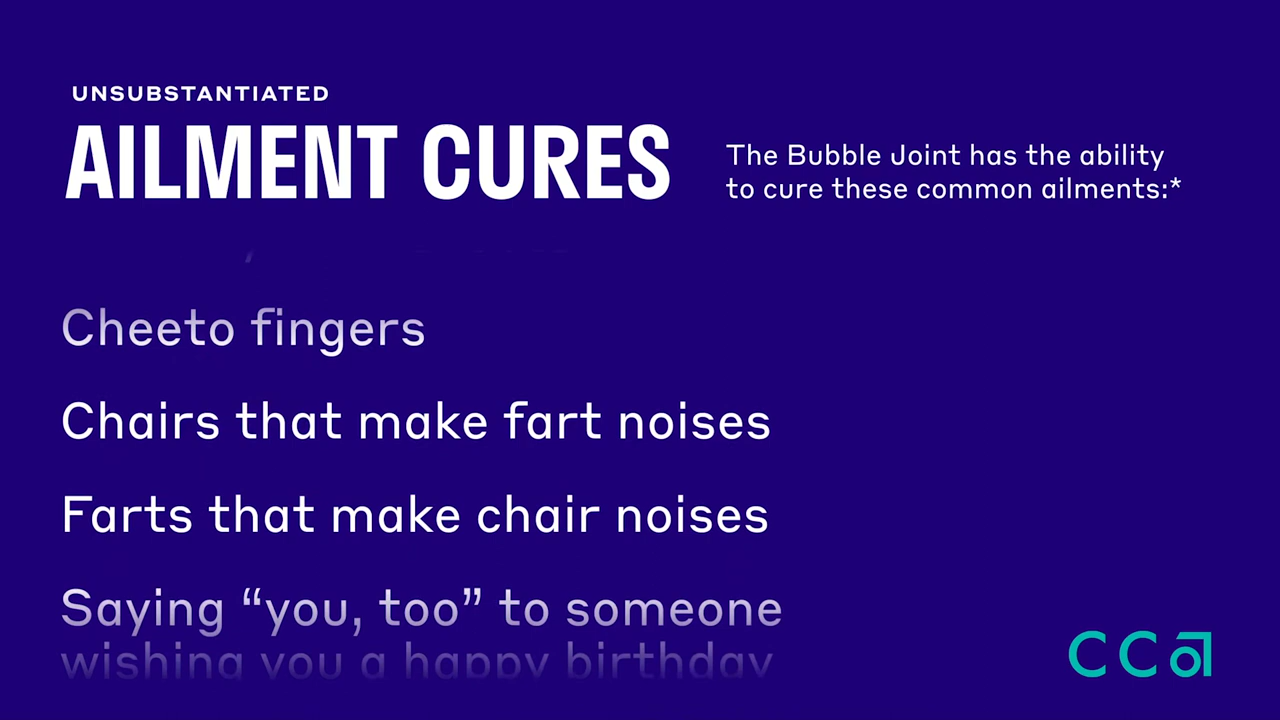 UNSUBSTANTIATED
AILMENT CURES
The Bubble Joint has the ability
to cure these common ailments:*
Cheeto fingers
Chairs that make fart noises
Farts that make chair noises
Saying “you, too” to someone
wishing you a happy birthday
CCa